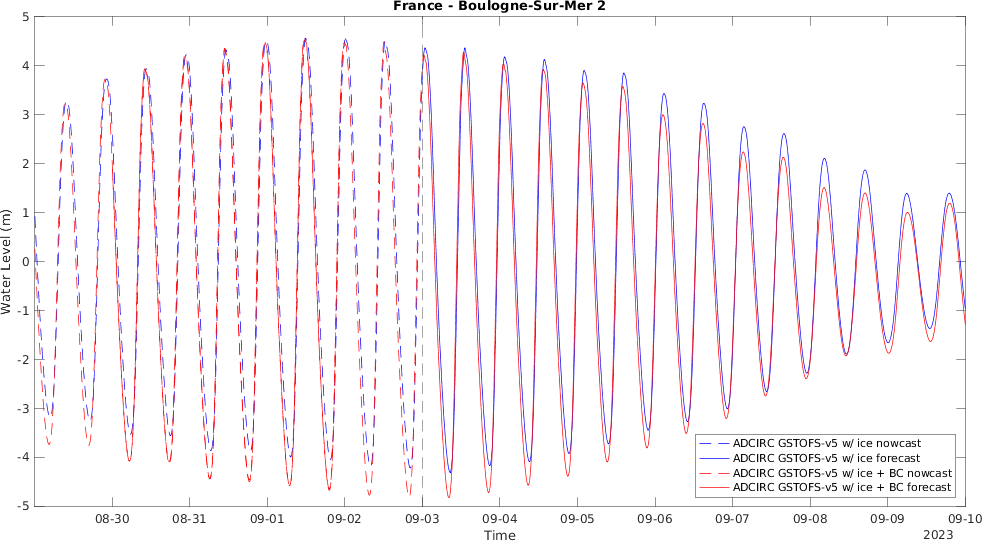 France - Boulogne-Sur-Mer 2
5
4
3
2
1
0
-1
-2
-3
-4
-5
Water Level (m)
ADCIRC GSTOFS-v5 w/ ice nowcast
ADCIRC GSTOFS-v5 w/ ice forecast
ADCIRC GSTOFS-v5 w/ ice + BC nowcast
ADCIRC GSTOFS-v5 w/ ice + BC forecast
08-30 08-31 09-01 09-02 09-03 09-04 09-05 09-06 09-07 09-08 09-09 09-10
Time
2023